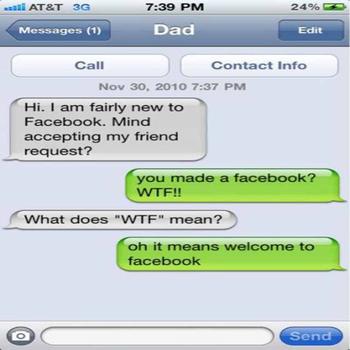 AT&T 3G 7:39 PM 24%
Messages (1) Dad Edit
Call Contact Info
Nov 30, 2010 7:37 PM
Hi. I am fairly new to
Facebook. Mind
accepting my friend
request?
you made a facebook?
WTF!!
What does "WTF" mean?
oh it means welcome to
facebook
Send